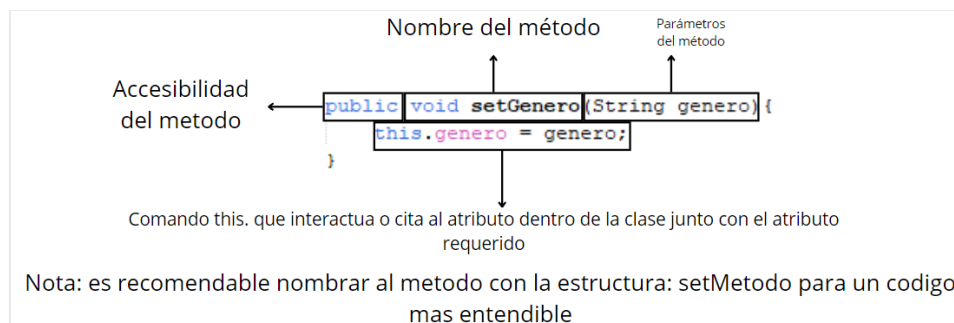 Nombre del método
Parámetros
del método
Accesibilidad
del metodo
public void setGenero(String genero){
this.genero = genero;
}
Comando this. que interactua o cita al atributo dentro de la clase junto con el atributo
requerido
Nota: es recomendable nombrar al metodo con la estructura: setMetodo para un codigo
mas entendible